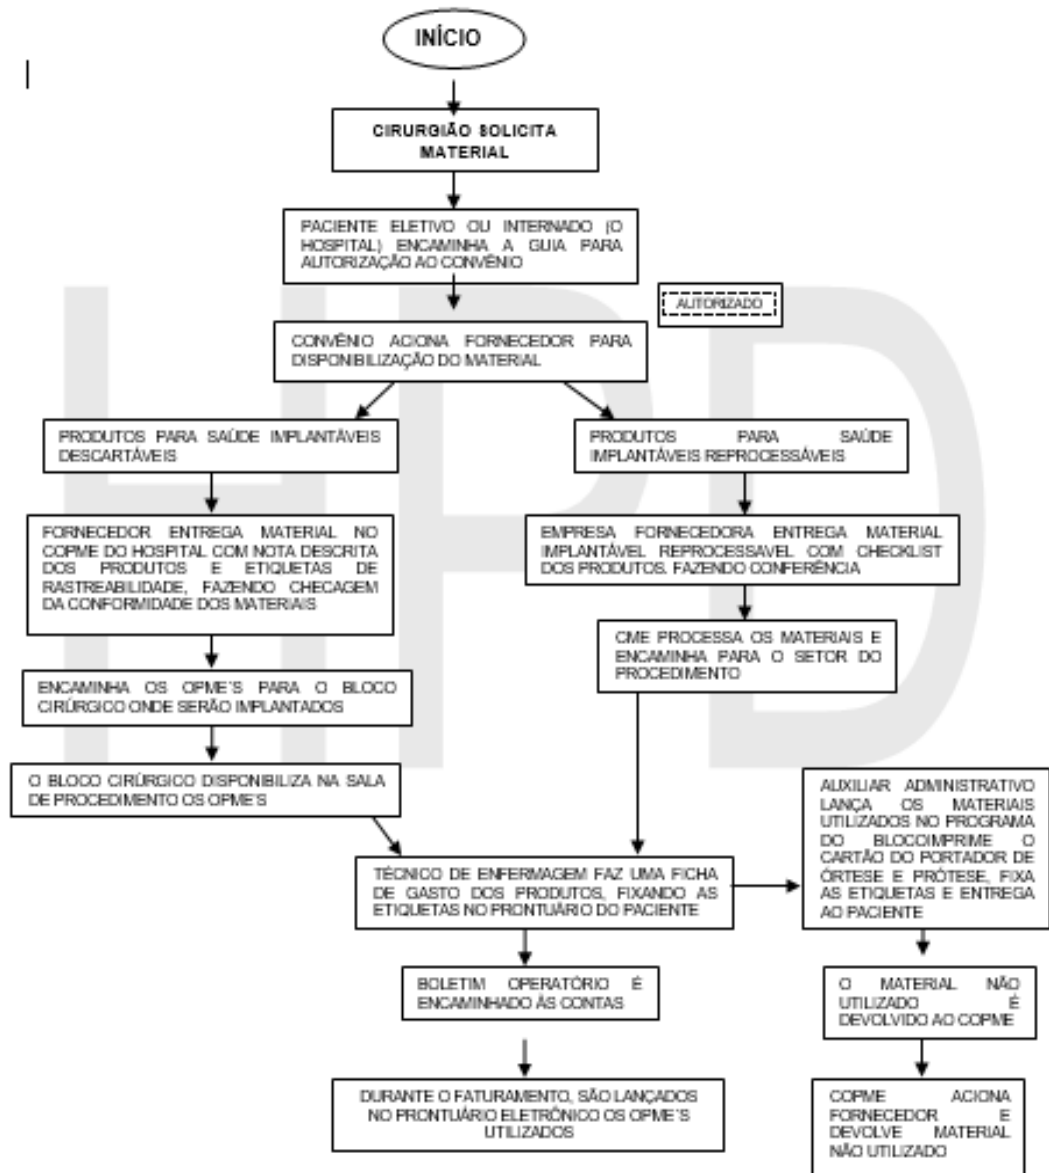 INÍCIO
CIRURGIÃO SOLICITA
MATERIAL
PACIENTE ELETIVO OU INTERNADO (O
HOSPITAL) ENCAMINHA A GUIA PARA
AUTORIZAÇÃO AO CONVÊNIO
AUTORIZADO
CONVÊNIO ACIONA FORNECEDOR PARA
DISPONIBILIZAÇÃO DO MATERIAL
PRODUTOS PARA SAÚDE IMPLANTÁVEIS
DESCARTÁVEIS
PRODUTOS PARA SAÚDE
IMPLANTÁVEIS REPROCESSÁVEIS
FORNECEDOR ENTREGA MATERIAL NO
COPME DO HOSPITAL COM NOTA DESCRITA
DOS PRODUTOS E ETIQUETAS DE
RASTREABILIDADE, FAZENDO CHECAGEM
DA CONFORMIDADE DOS MATERIAIS
EMPRESA FORNECEDORA ENTREGA MATERIAL
IMPLANTÁVEL REPROCESSAVEL COM CHECKLIST
DOS PRODUTOS. FAZENDO CONFERÊNCIA
CME PROCESSA OS MATERIAIS E
ENCAMINHA PARA O SETOR DO
PROCEDIMENTO
ENCAMINHA OS OPME'S PARA O BLOCO
CIRÚRGICO ONDE SERÃO IMPLANTADOS
O BLOCO CIRÚRGICO DISPONIBILIZA NA SALA
DE PROCEDIMENTO OS OPME'S
AUXILIAR ADMINISTRATIVO
LANÇA OS MATERIAIS
UTILIZADOS NO PROGRAMA
DO BLOCOIMPRIME O
CARTÃO DO PORTADOR DE
ÓRTESE E PRÓTESE, FIXA
AS ETIQUETAS E ENTREGA
AO PACIENTE
TÉCNICO DE ENFERMAGEM FAZ UMA FICHA
DE GASTO DOS PRODUTOS, FIXANDO AS
ETIQUETAS NO PRONTUÁRIO DO PACIENTE
BOLETIM OPERATÓRIO É
ENCAMINHADO ÀS CONTAS
O MATERIAL NÃO
UTILIZADO É
DEVOLVIDO AO COPME
DURANTE O FATURAMENTO, SÃO LANÇADOS
NO PRONTUÁRIO ELETRÔNICO OS OPME'S
UTILIZADOS
COPME ACIONA
FORNECEDOR E
DEVOLVE MATERIAL
NÃO UTILIZADO
HPD